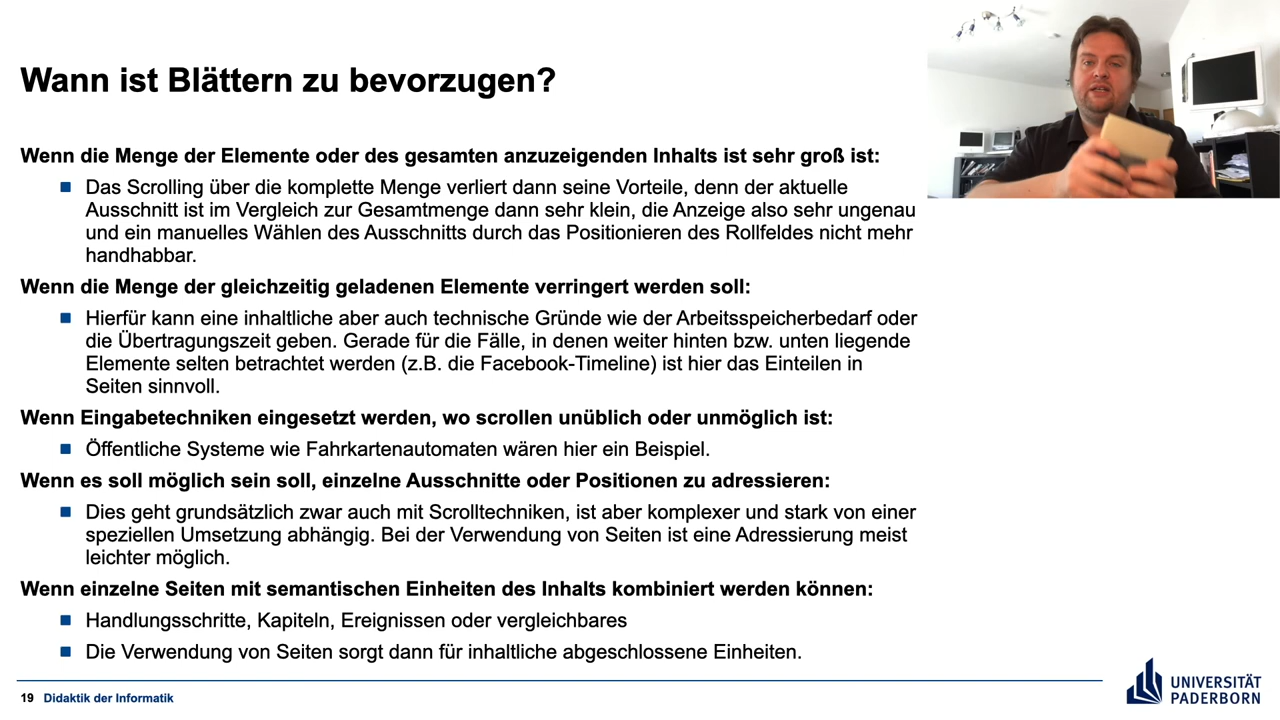 Wann ist Blättern zu bevorzugen?
Wenn die Menge der Elemente oder des gesamten anzuzeigenden Inhalts ist sehr groß ist:
Das Scrolling über die komplette Menge verliert dann seine Vorteile, denn der aktuelle
Ausschnitt ist im Vergleich zur Gesamtmenge dann sehr klein, die Anzeige also sehr ungenau
und ein manuelles Wählen des Ausschnitts durch das Positionieren des Rollfeldes nicht mehr
handhabbar.
Wenn die Menge der gleichzeitig geladenen Elemente verringert werden soll:
Hierfür kann eine inhaltliche aber auch technische Gründe wie der Arbeitsspeicherbedarf oder
die Übertragungszeit geben. Gerade für die Fälle, in denen weiter hinten bzw. unten liegende
Elemente selten betrachtet werden (z.B. die Facebook-Timeline) ist hier das Einteilen in
Seiten sinnvoll.
Wenn Eingabetechniken eingesetzt werden, wo scrollen unüblich oder unmöglich ist:
Öffentliche Systeme wie Fahrkartenautomaten wären hier ein Beispiel.
Wenn es soll möglich sein soll, einzelne Ausschnitte oder Positionen zu adressieren:
Dies geht grundsätzlich zwar auch mit Scrolltechniken, ist aber komplexer und stark von einer
speziellen Umsetzung abhängig. Bei der Verwendung von Seiten ist eine Adressierung meist
leichter möglich.
Wenn einzelne Seiten mit semantischen Einheiten des Inhalts kombiniert werden können:
Handlungsschritte, Kapiteln, Ereignissen oder vergleichbares
Die Verwendung von Seiten sorgt dann für inhaltliche abgeschlossene Einheiten.
19 Didaktik der Informatik
UNIVERSITÄT
PADERBORN